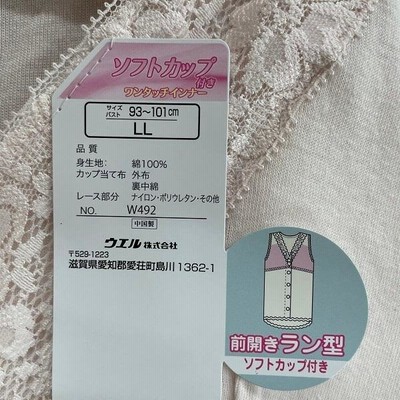 ソフトカップ
付き
ワンタッチインナー
サイズ
バスト 93~101cm
LL
品質
身生地: 綿100%
カップ当て布 外布
裏中綿
レース部分 ナイロン・ポリウレタン・その他
NO. W492
中国製
ウエル株式会社
〒529-1223
滋賀県愛知郡愛荘町島川1362-1
前開きラン型
ソフトカップ付き